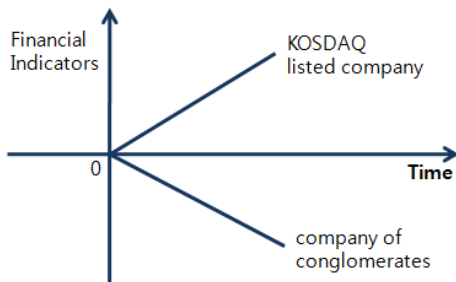 Financial
Indicators
KOSDAQ
listed company
0
Time
company of
conglomerates